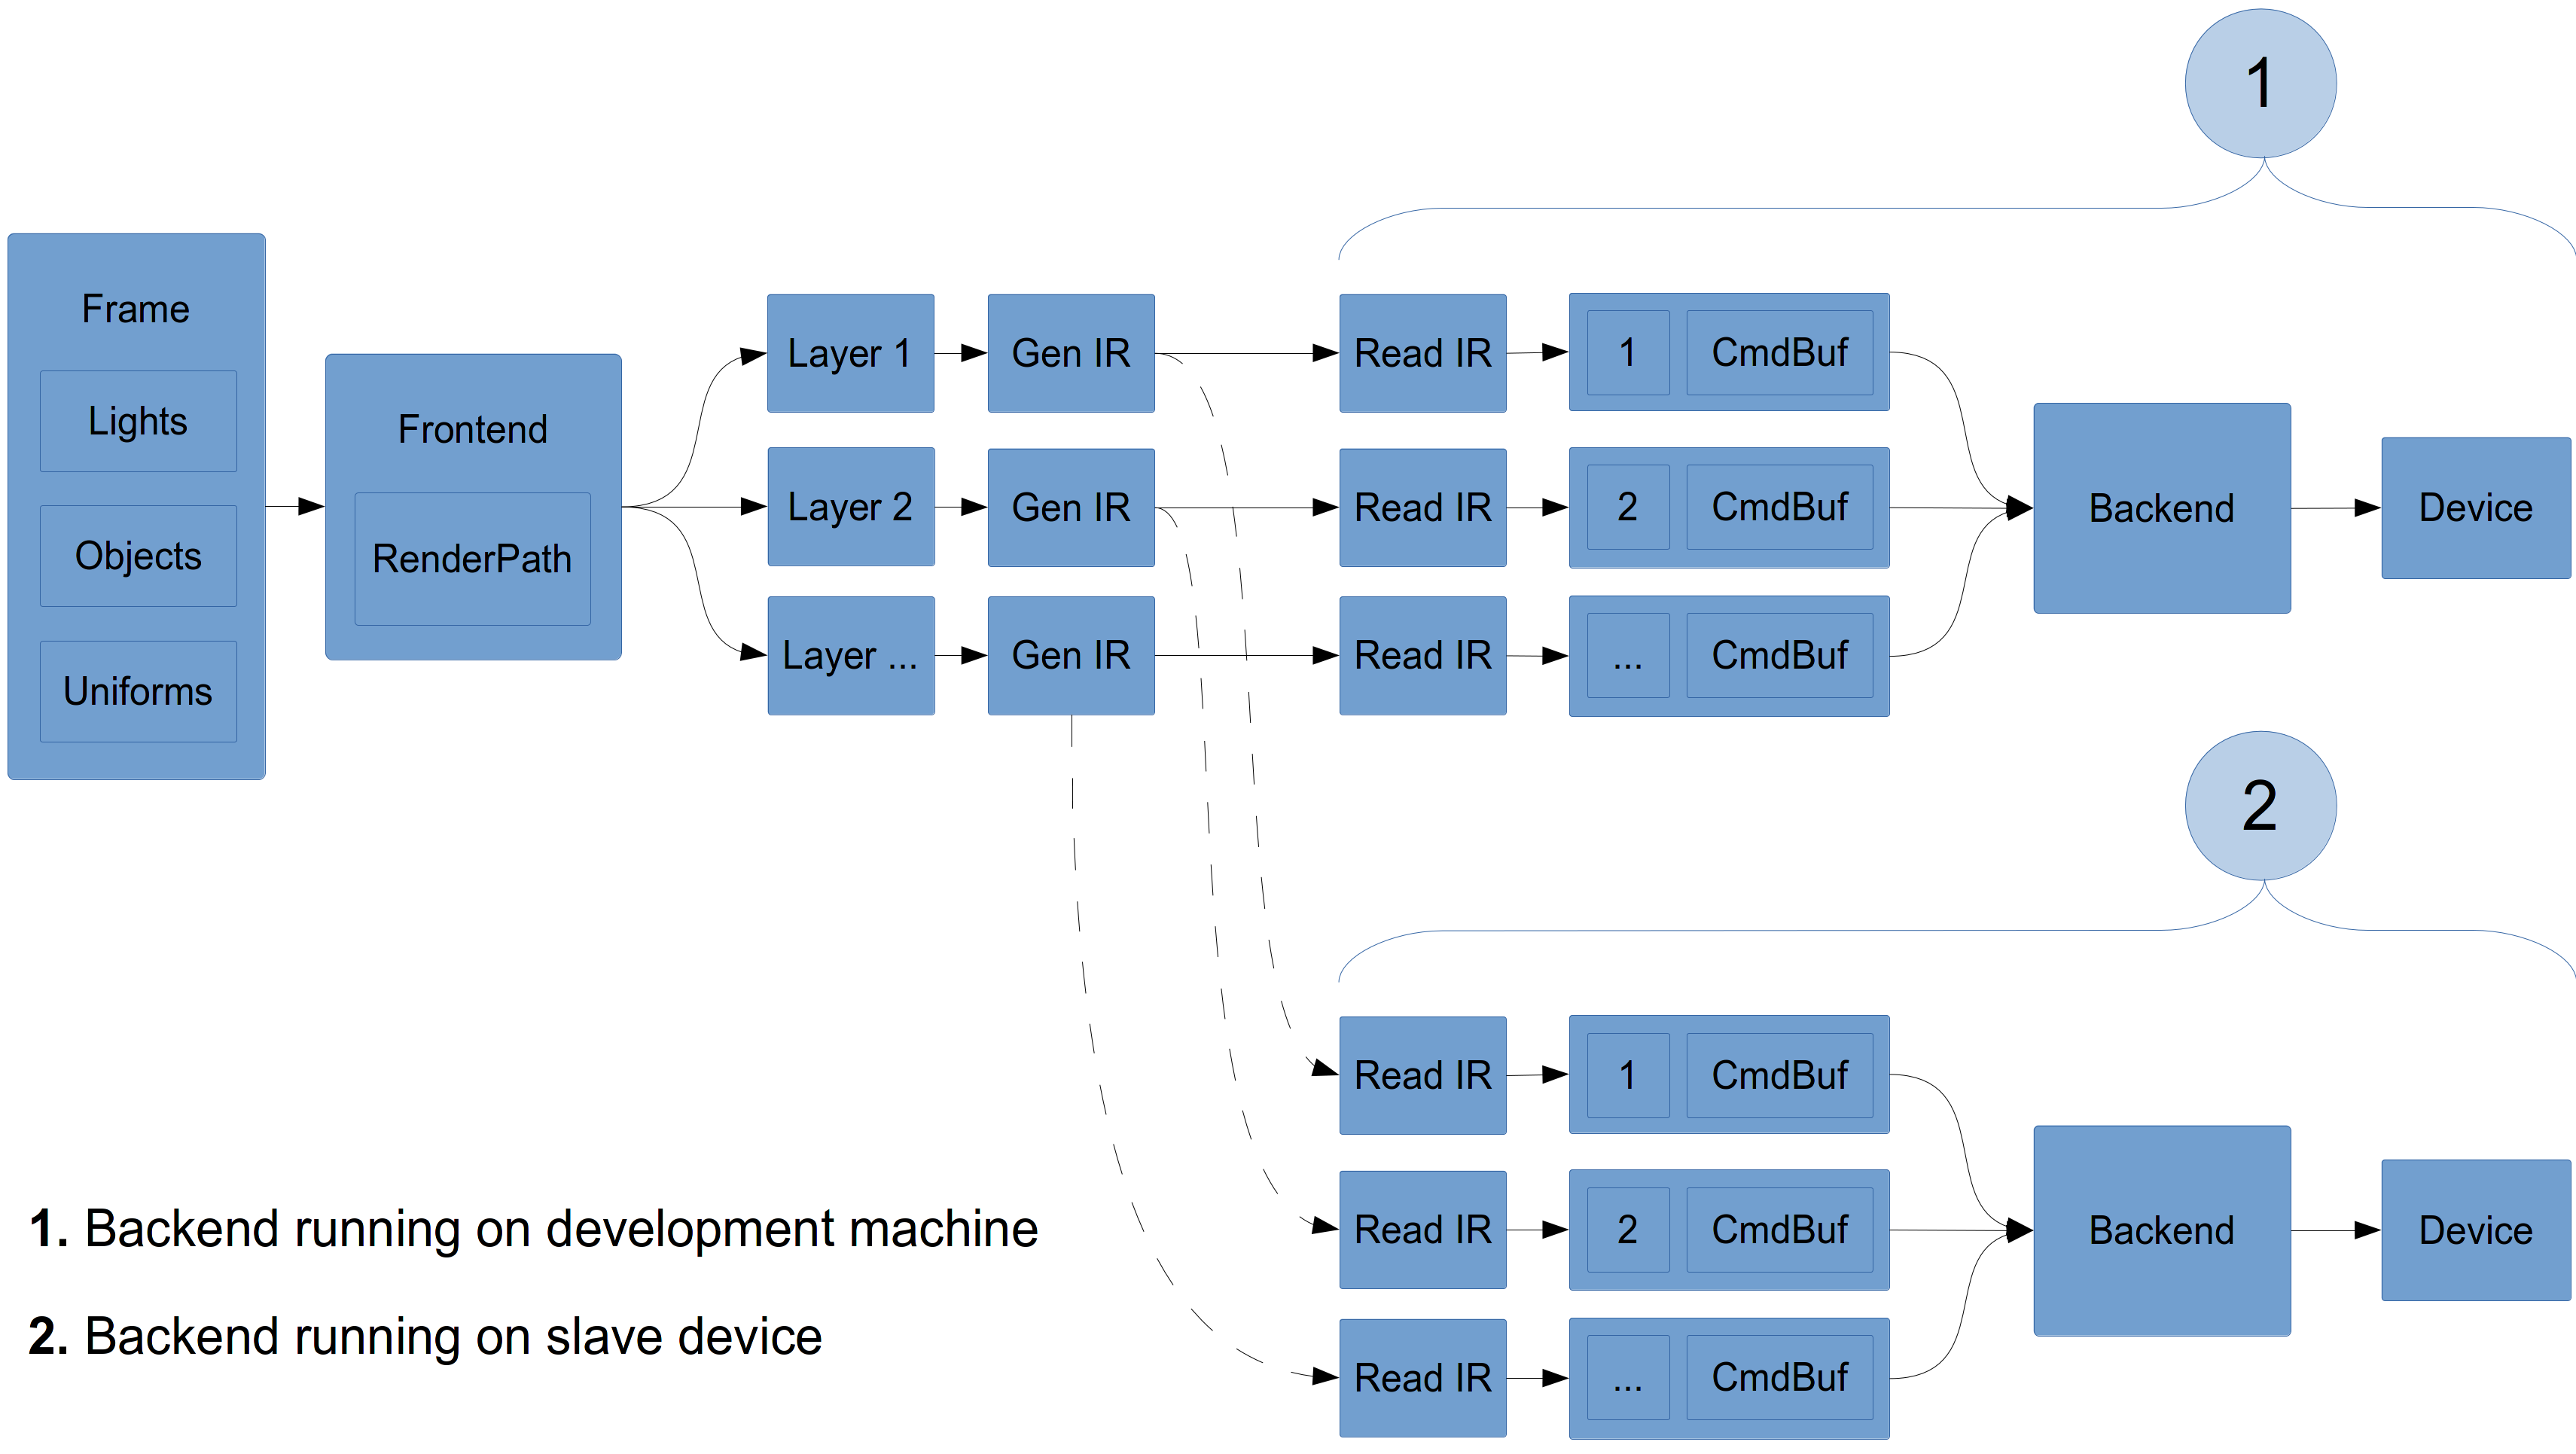 1
Frame
Lights
Objects
Uniforms
Frontend
RenderPath
Layer 1
Gen IR
Read IR
1
CmdBuf
Layer 2
Gen IR
Read IR
2
CmdBuf
Layer ...
Gen IR
Read IR
...
CmdBuf
Backend
Device
2
Read IR
1
CmdBuf
Read IR
2
CmdBuf
Read IR
...
CmdBuf
Backend
Device
1. Backend running on development machine
2. Backend running on slave device